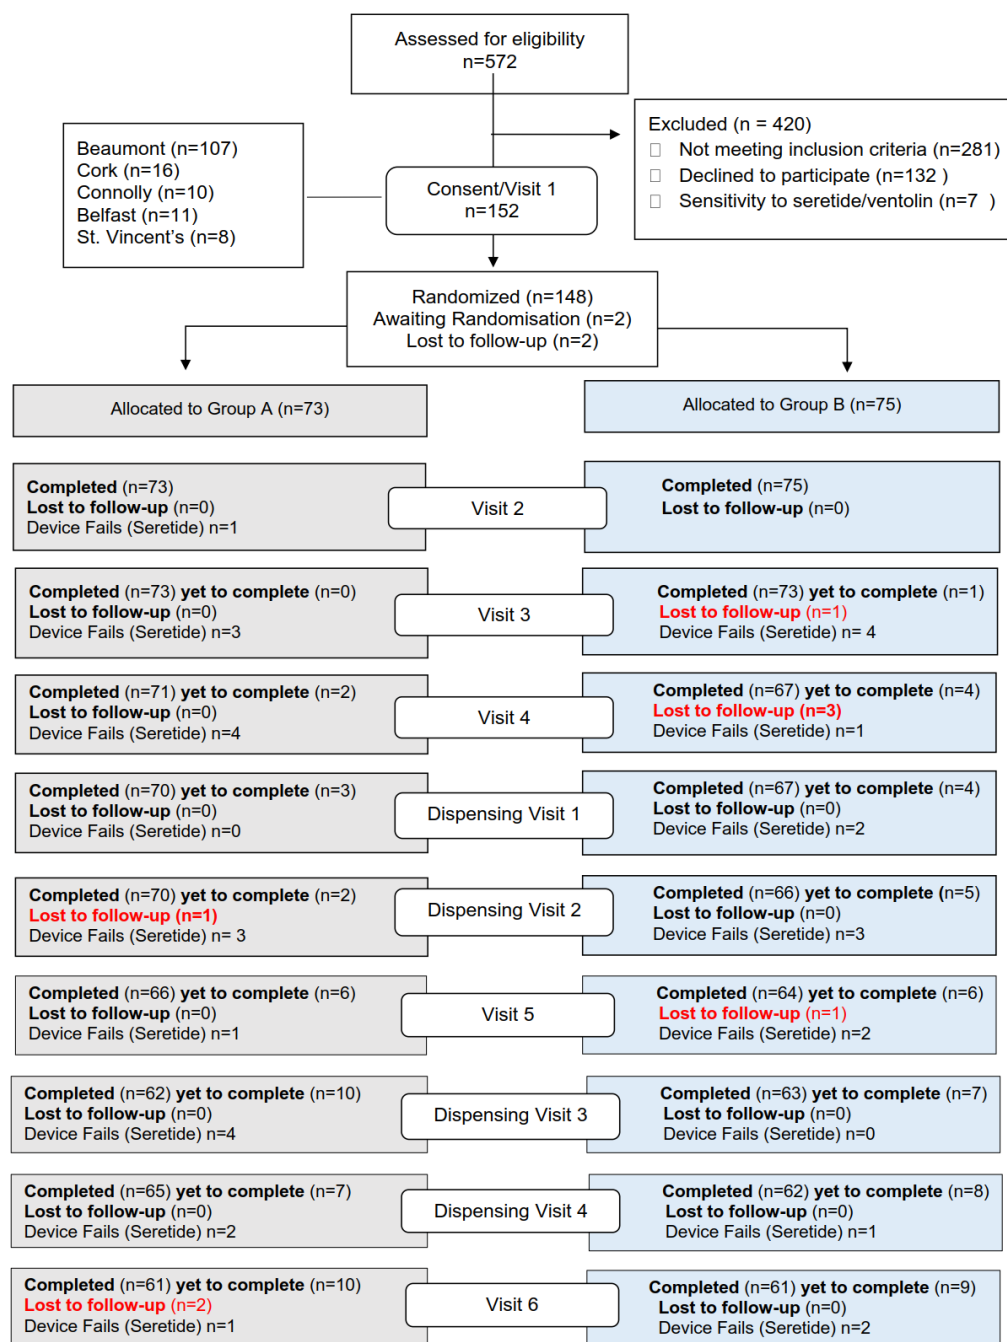 Assessed for eligibility
n=572
Excluded (n = 420)
Not meeting inclusion criteria (n=281)
Declined to participate (n=132 )
Sensitivity to seretide/ventolin (n=7 )
Beaumont (n=107)
Cork (n=16)
Connolly (n=10)
Belfast (n=11)
St. Vincent's (n=8)
Consent/Visit 1
n=152
Randomized (n=148)
Awaiting Randomisation (n=2)
Lost to follow-up (n=2)
Allocated to Group A (n=73)
Allocated to Group B (n=75)
Completed (n=73)
Lost to follow-up (n=0)
Device Fails (Seretide) n=1
Visit 2
Completed (n=75)
Lost to follow-up (n=0)
Completed (n=73) yet to complete (n=0)
Lost to follow-up (n=0)
Device Fails (Seretide) n=3
Visit 3
Completed (n=73) yet to complete (n=1)
Lost to follow-up (n=1)
Device Fails (Seretide) n= 4
Completed (n=71) yet to complete (n=2)
Lost to follow-up (n=0)
Device Fails (Seretide) n=4
Visit 4
Completed (n=67) yet to complete (n=4)
Lost to follow-up (n=3)
Device Fails (Seretide) n=1
Completed (n=70) yet to complete (n=3)
Lost to follow-up (n=0)
Device Fails (Seretide) n=0
Dispensing Visit 1
Completed (n=67) yet to complete (n=4)
Lost to follow-up (n=0)
Device Fails (Seretide) n=2
Completed (n=70) yet to complete (n=2)
Lost to follow-up (n=1)
Device Fails (Seretide) n= 3
Dispensing Visit 2
Completed (n=66) yet to complete (n=5)
Lost to follow-up (n=0)
Device Fails (Seretide) n=3
Completed (n=66) yet to complete (n=6)
Lost to follow-up (n=0)
Device Fails (Seretide) n=1
Visit 5
Completed (n=64) yet to complete (n=6)
Lost to follow-up (n=1)
Device Fails (Seretide) n=2
Completed (n=62) yet to complete (n=10)
Lost to follow-up (n=0)
Device Fails (Seretide) n=4
Dispensing Visit 3
Completed (n=63) yet to complete (n=7)
Lost to follow-up (n=0)
Device Fails (Seretide) n=0
Completed (n=65) yet to complete (n=7)
Lost to follow-up (n=0)
Device Fails (Seretide) n=2
Dispensing Visit 4
Completed (n=62) yet to complete (n=8)
Lost to follow-up (n=0)
Device Fails (Seretide) n=1
Completed (n=61) yet to complete (n=10)
Lost to follow-up (n=2)
Device Fails (Seretide) n=1
Visit 6
Completed (n=61) yet to complete (n=9)
Lost to follow-up (n=0)
Device Fails (Seretide) n=2